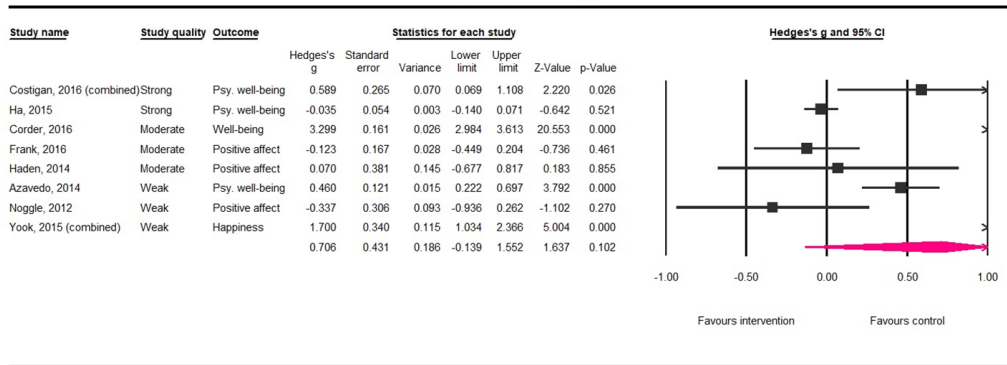 Study name Study quality Outcome Statistics for each study Hedges's g and 95% CI
Hedges's Standard Lower Upper
g error Variance limit limit Z-Value p-Value
Costigan, 2016 (combined) Strong Psy. well-being 0.589 0.265 0.070 0.069 1.108 2.220 0.026
Ha, 2015 Strong Psy. well-being -0.035 0.054 0.003 -0.140 0.071 -0.642 0.521
Corder, 2016 Moderate Well-being 3.299 0.161 0.026 2.984 3.613 20.553 0.000
Frank, 2016 Moderate Positive affect -0.123 0.167 0.028 -0.449 0.204 -0.736 0.461
Haden, 2014 Moderate Positive affect 0.070 0.381 0.145 -0.677 0.817 0.183 0.855
Azavedo, 2014 Weak Psy. well-being 0.460 0.121 0.015 0.222 0.697 3.792 0.000
Noggle, 2012 Weak Positive affect -0.337 0.306 0.093 -0.936 0.262 -1.102 0.270
Yook, 2015 (combined) Weak Happiness 1.700 0.340 0.115 1.034 2.366 5.004 0.000
0.706 0.431 0.186 -0.139 1.552 1.637 0.102
-1.00 -0.50 0.00 0.50 1.00
Favours intervention Favours control